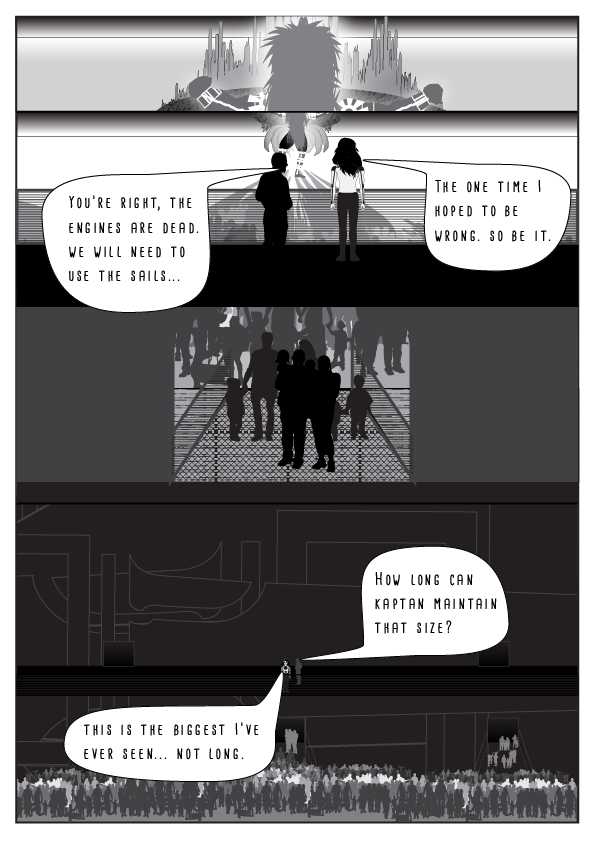 YOU'RE RIGHT, THE
ENGINES ARE DEAD.
WE WILL NEED TO
USE THE SAILS...
THE ONE TIME I
HOPED TO BE
WRONG. SO BE IT.
HOW LONG CAN
KAPTAN MAINTAIN
THAT SIZE?
THIS IS THE BIGGEST I'VE
EVER SEEN... NOT LONG.